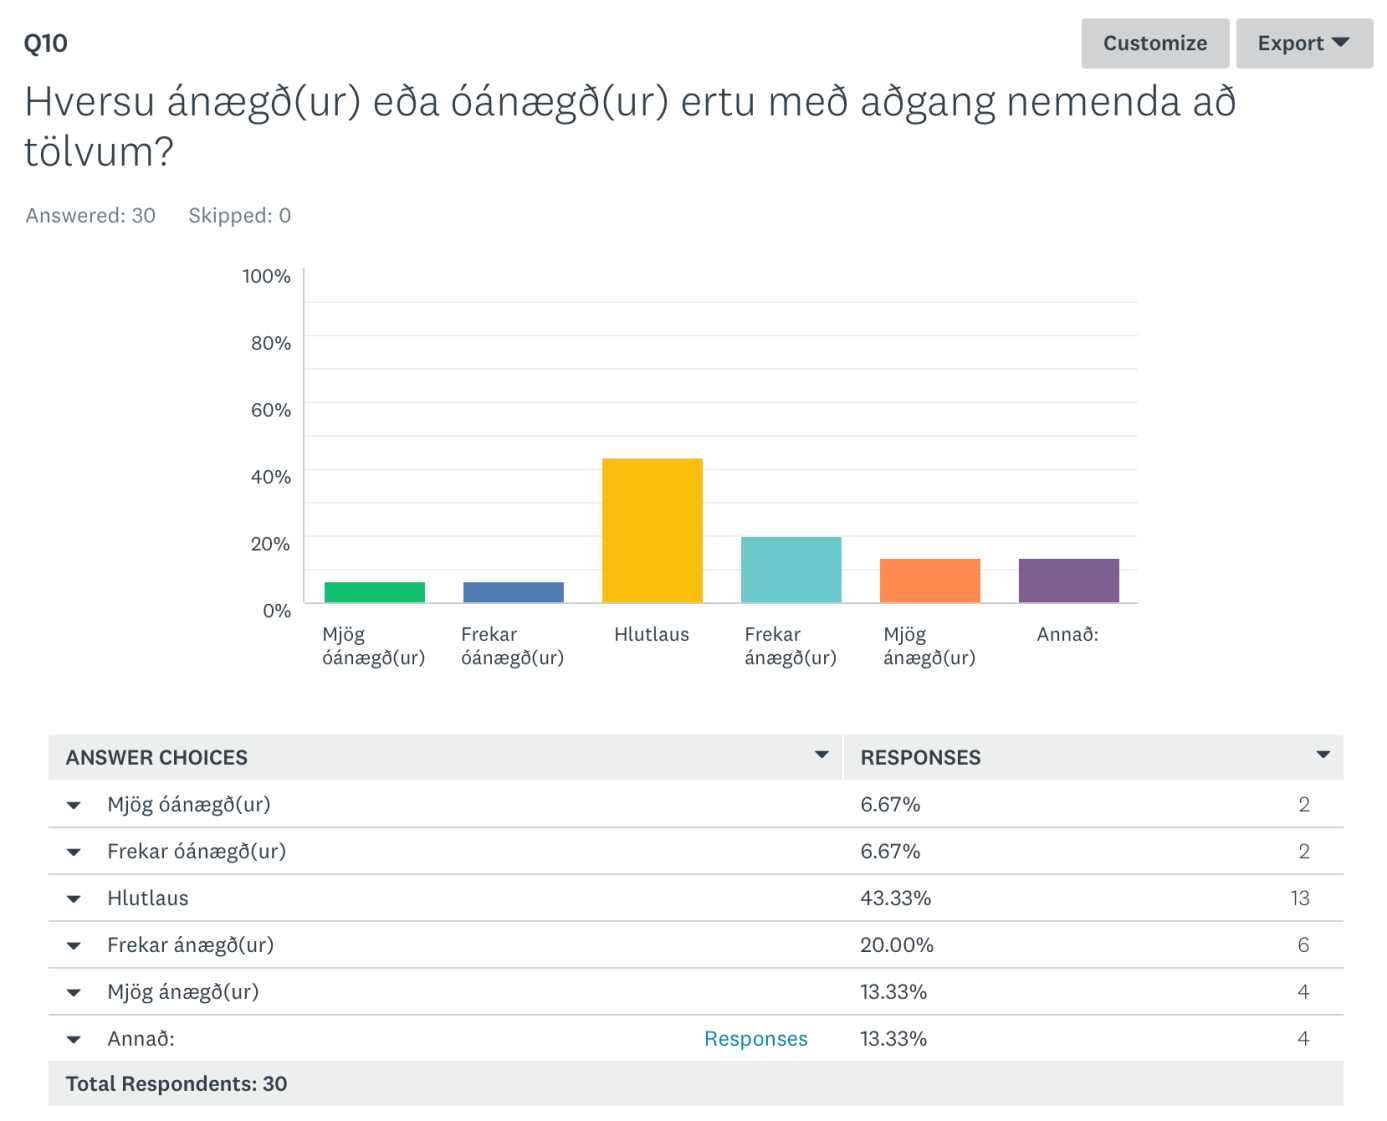 Q10
Customize
Export
Hversu ánægð(ur) eða óánægð(ur) ertu með aðgang nemenda að
tölvum?
Answered: 30 Skipped: 0
100%
80%
60%
40%
20%
0%
Mjög
óánægð(ur)
Frekar
óánægð(ur)
Hlutlaus
Frekar
ánægð(ur)
Mjög
ánægð(ur)
Annað:
ANSWER CHOICES RESPONSES
Mjög óánægð(ur) 6.67% 2
Frekar óánægð(ur) 6.67% 2
Hlutlaus 43.33% 13
Frekar ánægð(ur) 20.00% 6
Mjög ánægð(ur) 13.33% 4
Annað: Responses 13.33% 4
Total Respondents: 30